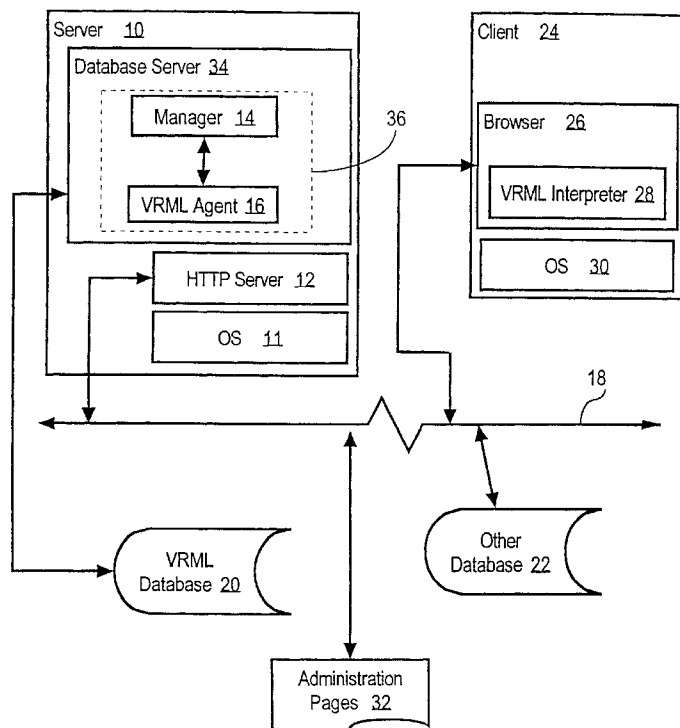 Server 10
Database Server 34
Manager 14
36
VRML Agent 16
HTTP Server 12
OS 11
Client 24
Browser 26
VRML Interpreter 28
OS 30
18
VRML
Database 20
Other
Database 22
Administration
Pages 32